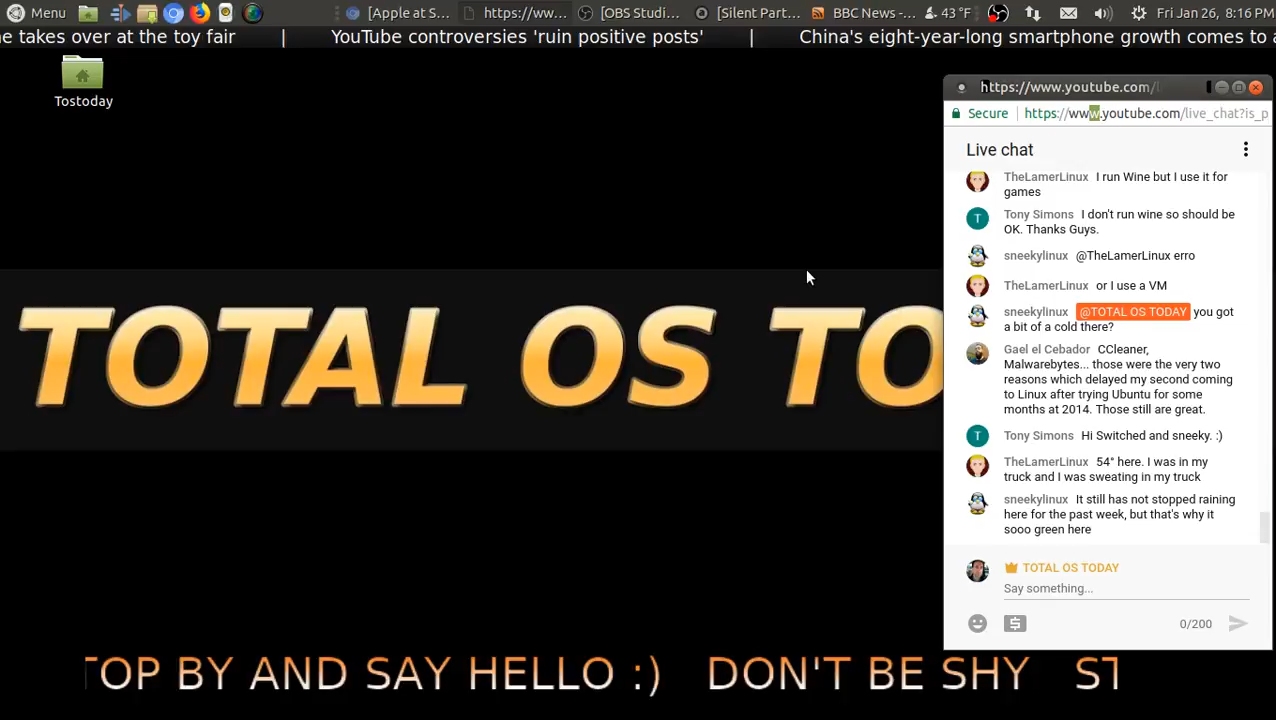 Menu [Apple at S... https://ww... [OBS Studi... [Silent Part... BBC News -... 43 °F Fri Jan 26, 8:16 PM
ne takes over at the toy fair | YouTube controversies 'ruin positive posts' | China's eight-year-long smartphone growth comes to
Tostoday
https://www.youtube.com/l
Secure https://www.youtube.com/live_chat?is_p
Live chat
TheLamerLinux I run Wine but I use it for
games
T Tony Simons I don't run wine so should be
OK. Thanks Guys.
sneekylinux @TheLamerLinux erro
TheLamerLinux or I use a VM
sneekylinux @TOTAL OS TODAY you got
a bit of a cold there?
Gael el Cebador CCleaner,
Malwarebytes... those were the very two
reasons which delayed my second coming
to Linux after trying Ubuntu for some
months at 2014. Those still are great.
T Tony Simons Hi Switched and sneeky. :)
TheLamerLinux 54° here. I was in my
truck and I was sweating in my truck
sneekylinux It still has not stopped raining
here for the past week, but that's why it
sooo green here
TOTAL OS TODAY
Say something...
0/200
TOTAL OS TO
TOP BY AND SAY HELLO :) DON'T BE SHY ST